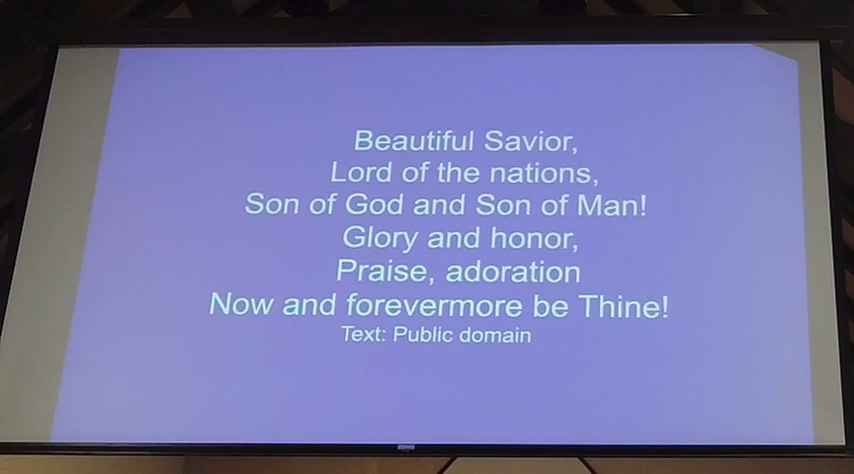 Beautiful Savior,
Lord of the nations,
Son of God and Son of Man!
Glory and honor,
Praise, adoration
Now and forevermore be Thine!
Text: Public domain